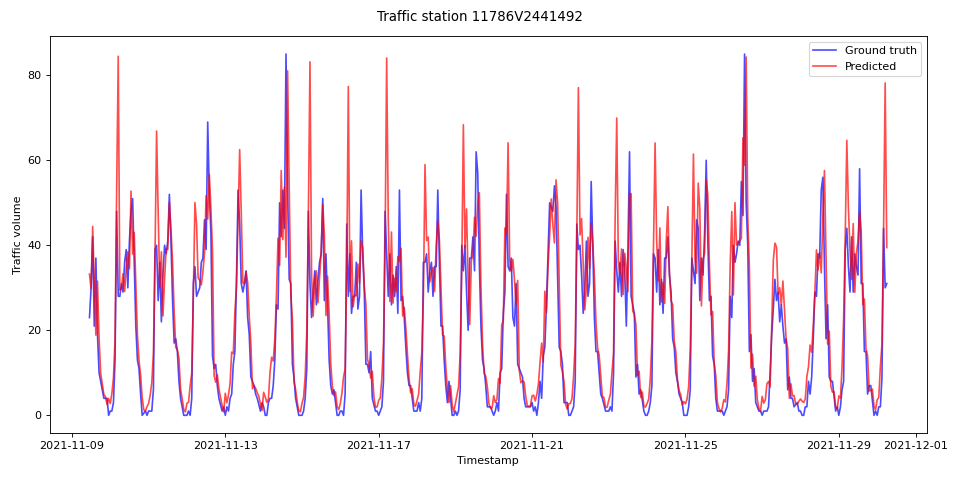 Traffic station 11786V2441492
Ground truth
Predicted
Traffic volume
80
60
40
20
0
2021-11-09
2021-11-13
2021-11-17
2021-11-21
2021-11-25
2021-11-29
2021-12-01
Timestamp